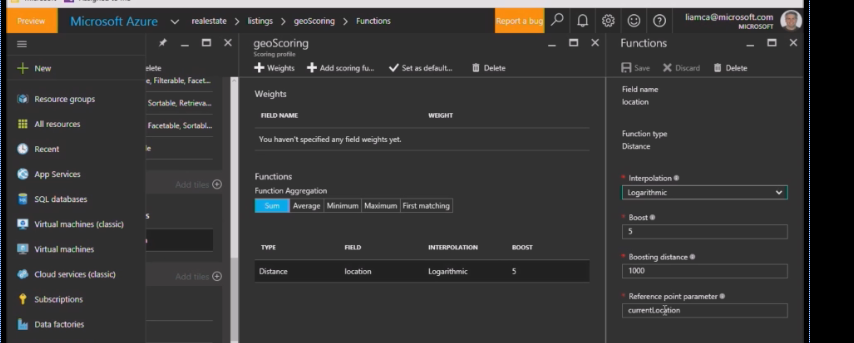 Preview Microsoft Azure realestate > listings > geoScoring > Functions Report a bug liamca@microsoft.com
MICROSOFT
New
Resource groups
All resources
Recent
App Services
SQL databases
Virtual machines (classic)
Virtual machines
Cloud services (classic)
Subscriptions
Data factories
elete
e, Filterable, Facet...
Sortable, Retrieva...
Facetable, Sortabl...
le
Add tiles
s
Add tiles
geoScoring
Scoring profile
Weights Add scoring fu... Set as default... Delete
Weights
FIELD NAME WEIGHT
You haven't specified any field weights yet.
Functions
Function Aggregation
Sum Average Minimum Maximum First matching
TYPE FIELD INTERPOLATION BOOST
Distance location Logarithmic 5
Functions
Save Discard Delete
Field name
location
Function type
Distance
* Interpolation
Logarithmic
* Boost
5
* Boosting distance
1000
* Reference point parameter
currentLocation